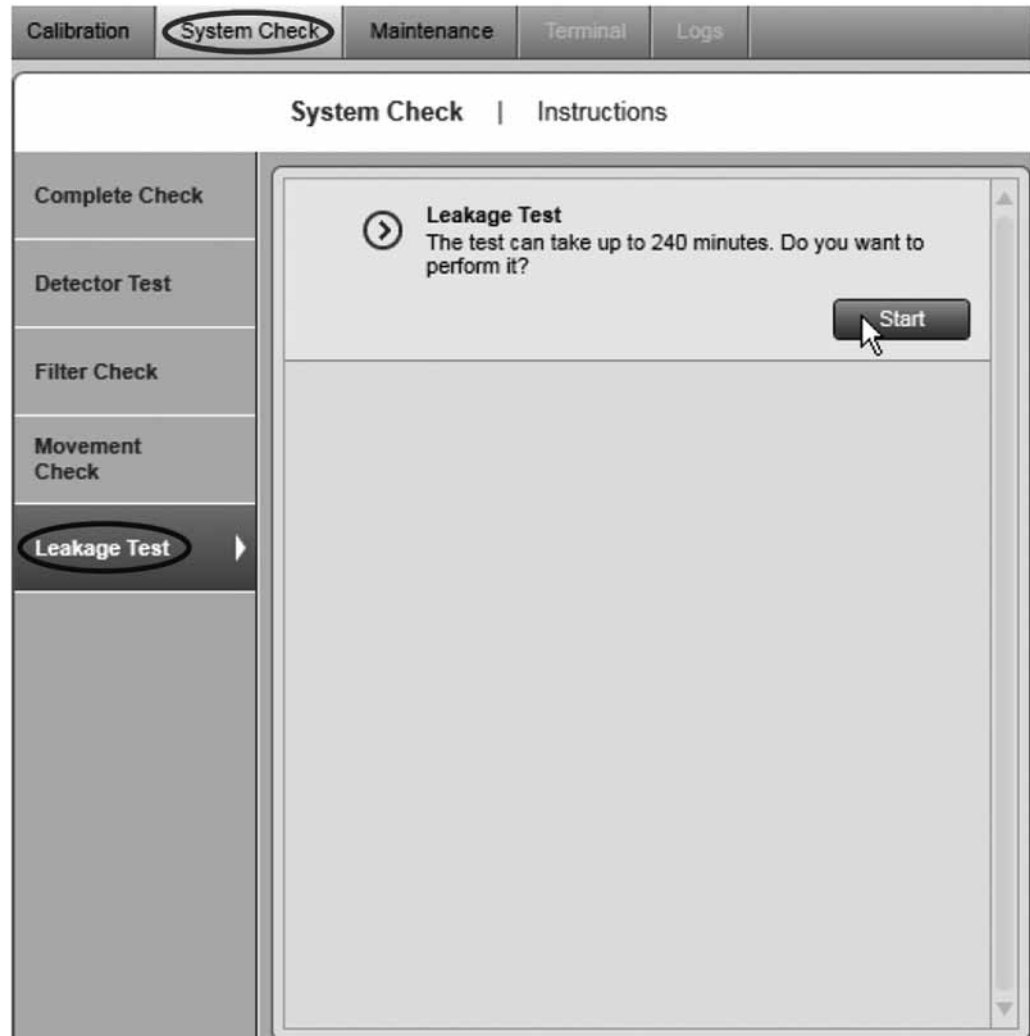 Calibration
System Check
Maintenance
Terminal
Logs
System Check | Instructions
Complete Check
Detector Test
Filter Check
Movement
Check
Leakage Test
Leakage Test
The test can take up to 240 minutes. Do you want to
perform it?
Start